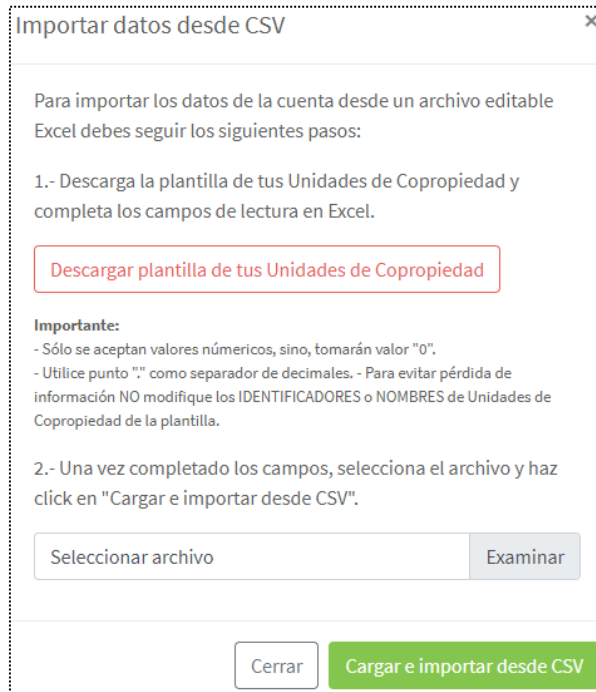 Importar datos desde CSV ×
Para importar los datos de la cuenta desde un archivo editable
Excel debes seguir los siguientes pasos:
1.- Descarga la plantilla de tus Unidades de Copropiedad y
completa los campos de lectura en Excel.
Descargar plantilla de tus Unidades de Copropiedad
Importante:
- Sólo se aceptan valores númericos, sino, tomarán valor "0".
- Utilice punto "." como separador de decimales. - Para evitar pérdida de
información NO modifique los IDENTIFICADORES o NOMBRES de Unidades de
Copropiedad de la plantilla.
2.- Una vez completado los campos, selecciona el archivo y haz
click en "Cargar e importar desde CSV".
Seleccionar archivo Examinar
Cerrar Cargar e importar desde CSV